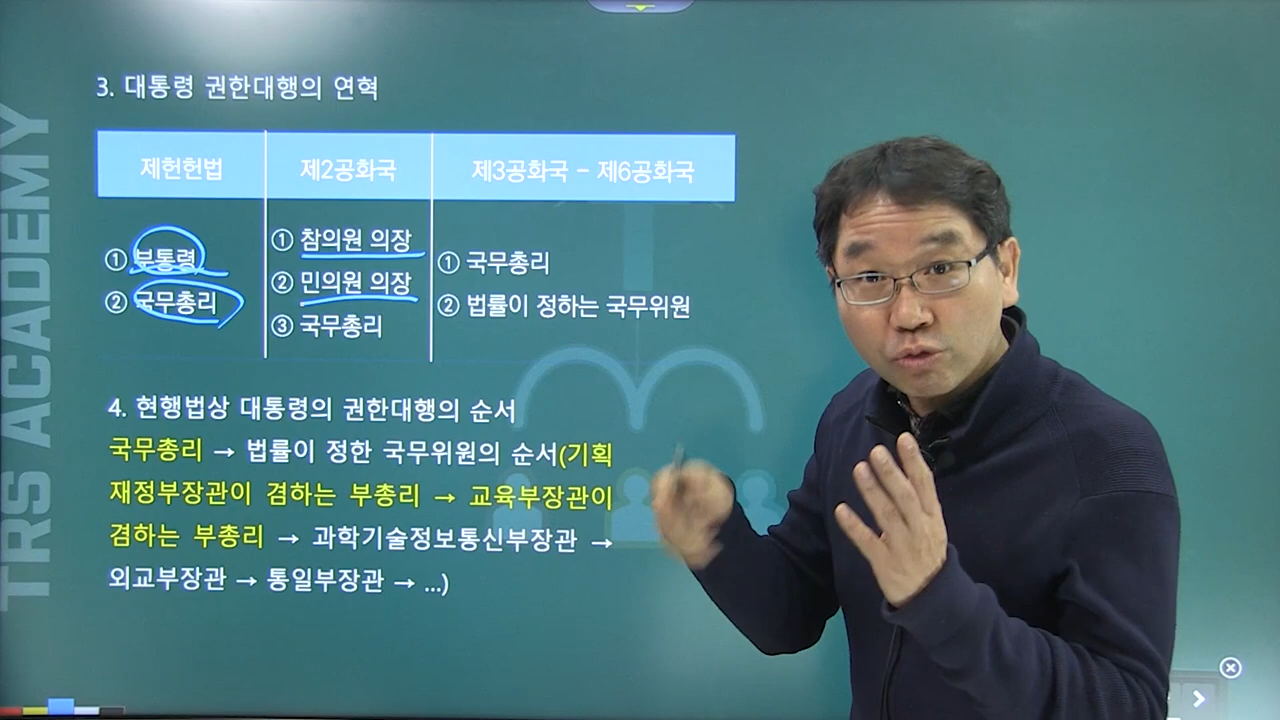 3. 대통령 권한대행의 연혁
제헌헌법 제2공화국 제3공화국 - 제6공화국
① 부통령
② 국무총리
① 참의원 의장
② 민의원 의장
③ 국무총리
① 국무총리
② 법률이 정하는 국무위원
4. 현행법상 대통령의 권한대행의 순서
국무총리 → 법률이 정한 국무위원의 순서(기획
재정부장관이 겸하는 부총리 → 교육부장관이
겸하는 부총리 → 과학기술정보통신부장관 →
외교부장관 → 통일부장관 → ...)
TRS ACADEMY